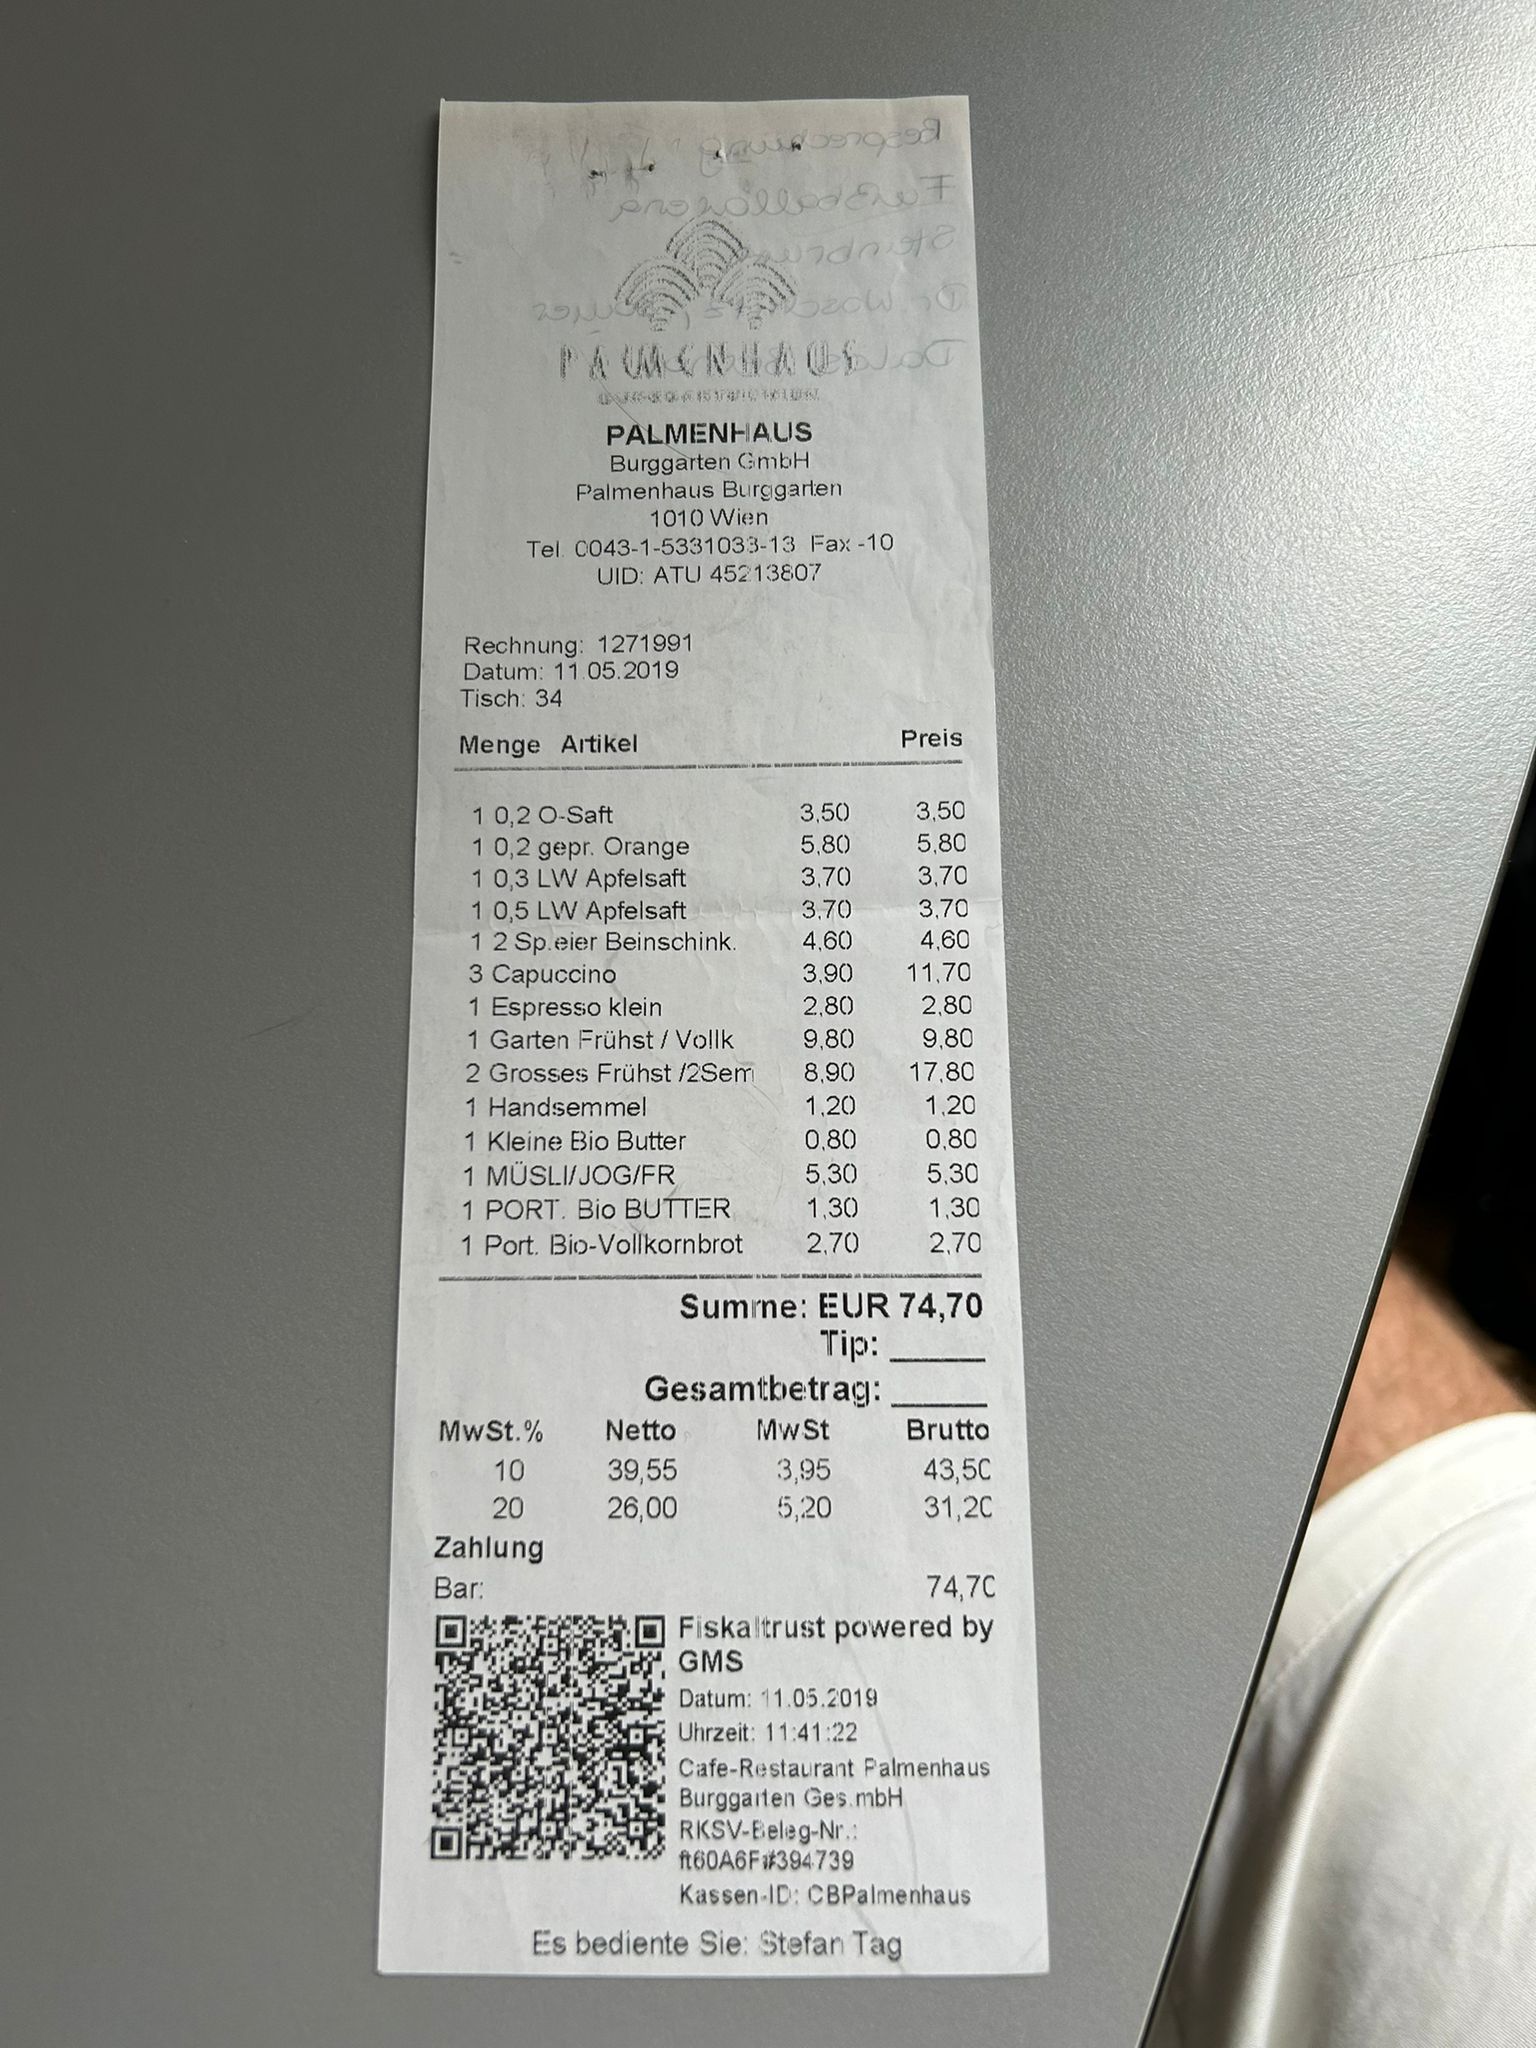 Besprechung
Fußballarena
PALMENHAUS
PALMENHAUS
Burggarten GmbH
Palmenhaus Burggarten
1010 Wien
Tel. 0043-1-5331033-13 Fax -10
UID: ATU 45213807
Rechnung: 1271991
Datum: 11.05.2019
Tisch: 34
Menge Artikel Preis
1 0,2 O-Saft 3,50 3,50
1 0,2 gepr. Orange 5,80 5,80
1 0,3 LW Apfelsaft 3,70 3,70
1 0,5 LW Apfelsaft 3,70 3,70
1 2 Sp.eier Beinschink. 4,60 4,60
3 Capuccino 3,90 11,70
1 Espresso klein 2,80 2,80
1 Garten Frühst / Vollk 9,80 9,80
2 Grosses Frühst /2Sem 8,90 17,80
1 Handsemmel 1,20 1,20
1 Kleine Bio Butter 0,80 0,80
1 MÜSLI/JOG/FR 5,30 5,30
1 PORT. Bio BUTTER 1,30 1,30
1 Port. Bio-Vollkornbrot 2,70 2,70
Summe: EUR 74,70
Tip: _____
Gesamtbetrag: _____
MwSt.% Netto MwSt Brutto
10 39,55 3,95 43,50
20 26,00 5,20 31,20
Zahlung
Bar: 74,70
Fiskaltrust powered by
GMS
Datum: 11.05.2019
Uhrzeit: 11:41:22
Cafe-Restaurant Palmenhaus
Burggarten Ges.mbH
RKSV-Beleg-Nr.:
ft60A6F#394739
Kassen-ID: CBPalmenhaus
Es bediente Sie: Stefan Tag